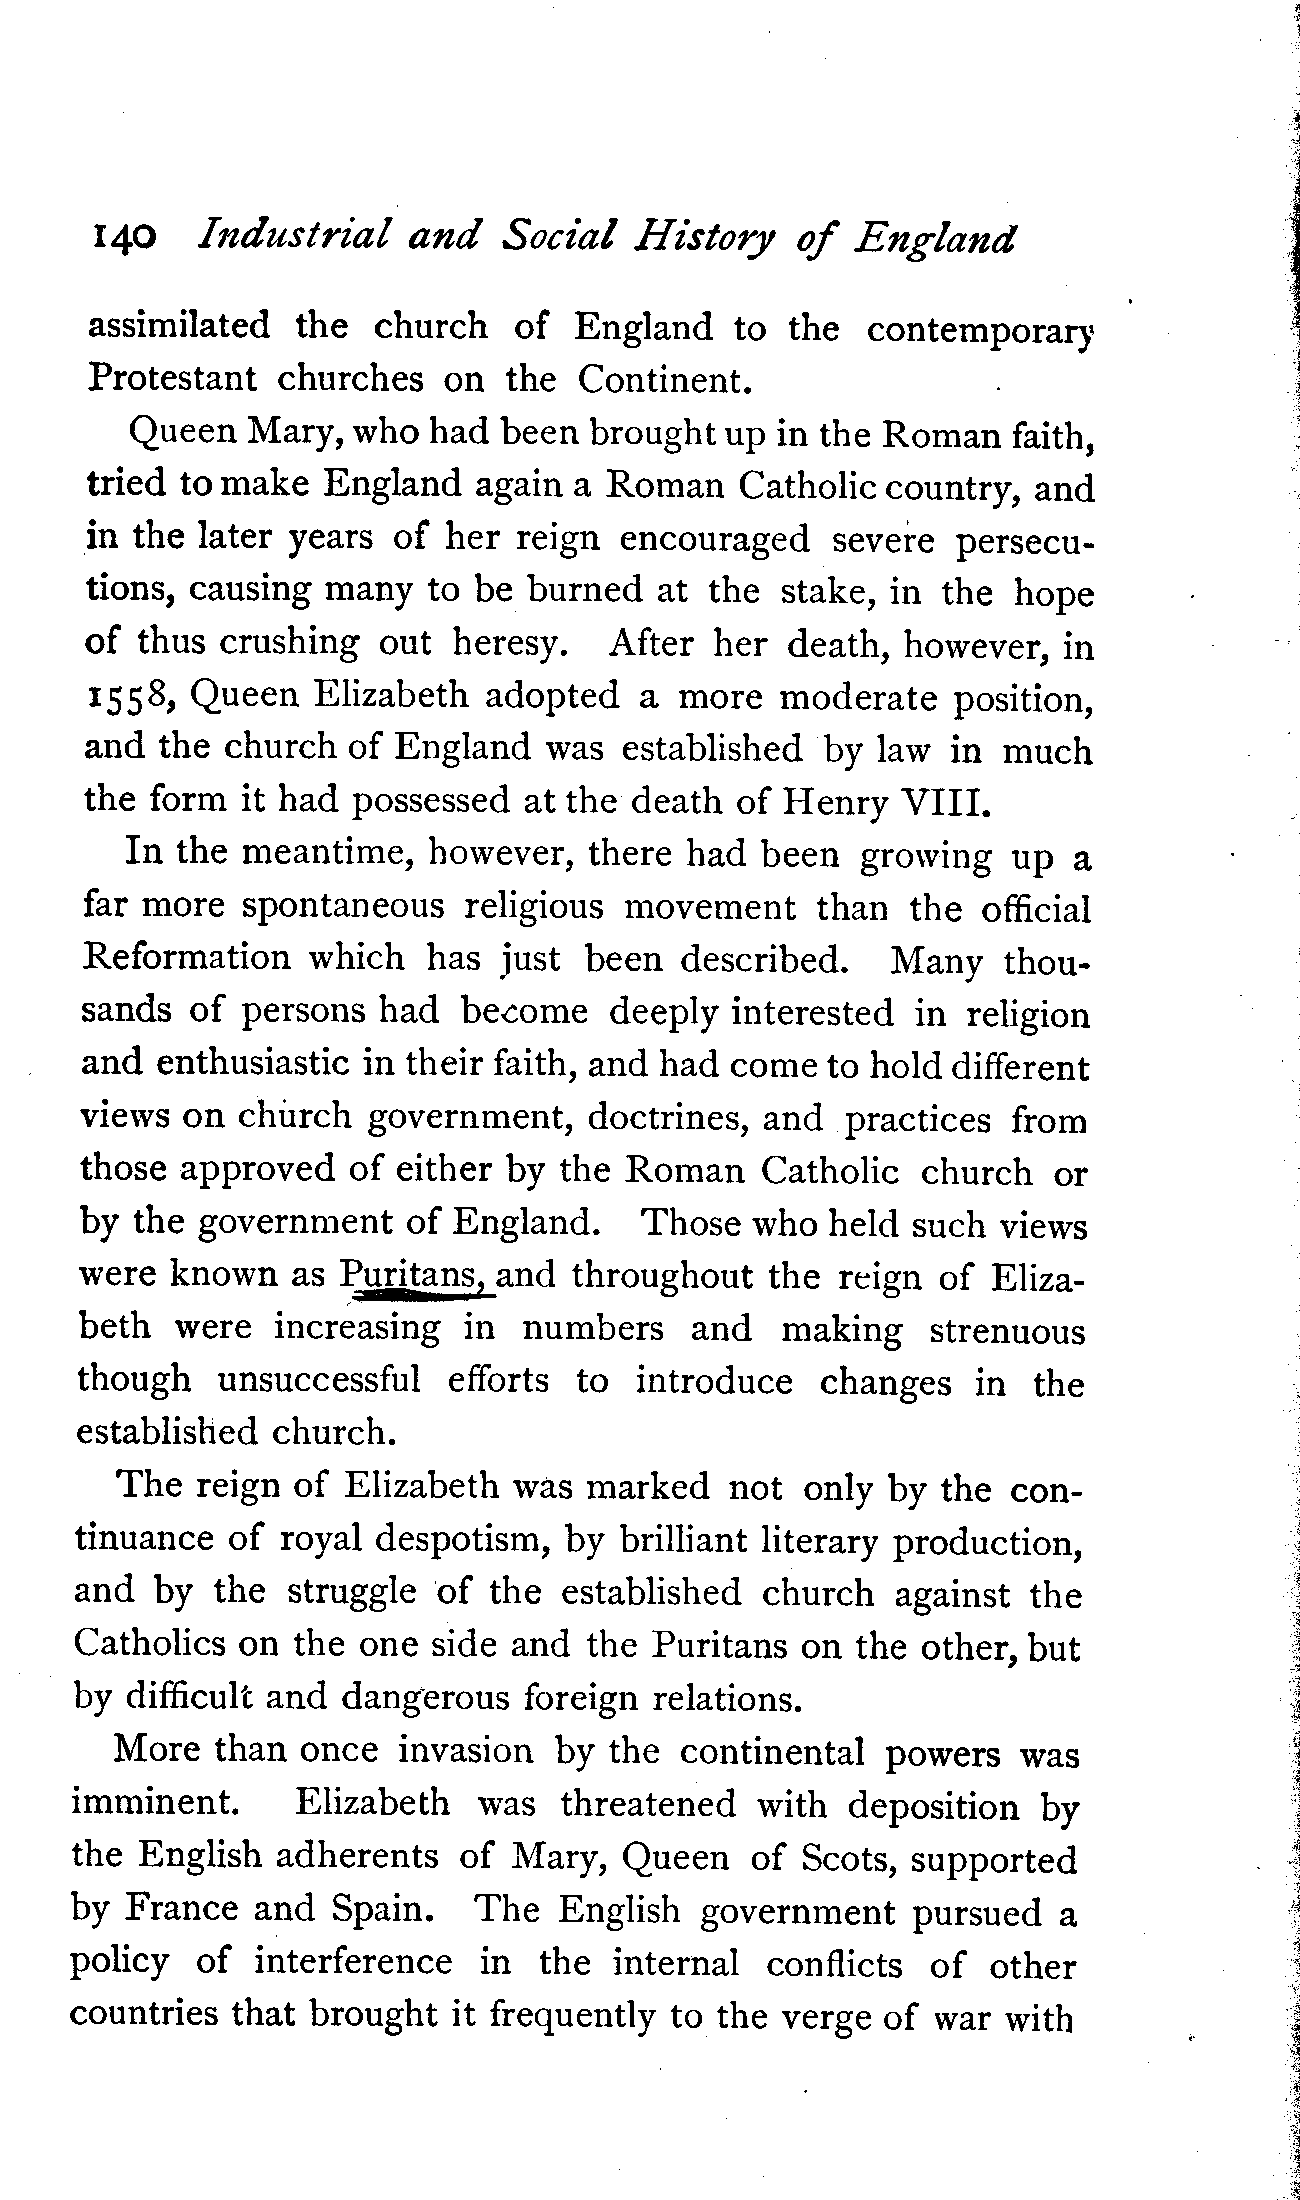 140 Industrial and Social History of England
assimilated the church of England to the contemporary
Protestant churches on the Continent.
Queen Mary, who had been brought up in the Roman faith,
tried to make England again a Roman Catholic country, and
in the later years of her reign encouraged severe persecu-
tions, causing many to be burned at the stake, in the hope
of thus crushing out heresy. After her death, however, in
1558, Queen Elizabeth adopted a more moderate position,
and the church of England was established by law in much
the form it had possessed at the death of Henry VIII.
In the meantime, however, there had been growing up a
far more spontaneous religious movement than the official
Reformation which has just been described. Many thou-
sands of persons had become deeply interested in religion
and enthusiastic in their faith, and had come to hold different
views on church government, doctrines, and practices from
those approved of either by the Roman Catholic church or
by the government of England. Those who held such views
were known as Puritans, and throughout the reign of Eliza-
beth were increasing in numbers and making strenuous
though unsuccessful efforts to introduce changes in the
established church.
The reign of Elizabeth was marked not only by the con-
tinuance of royal despotism, by brilliant literary production,
and by the struggle of the established church against the
Catholics on the one side and the Puritans on the other, but
by difficult and dangerous foreign relations.
More than once invasion by the continental powers was
imminent. Elizabeth was threatened with deposition by
the English adherents of Mary, Queen of Scots, supported
by France and Spain. The English government pursued a
policy of interference in the internal conflicts of other
countries that brought it frequently to the verge of war with